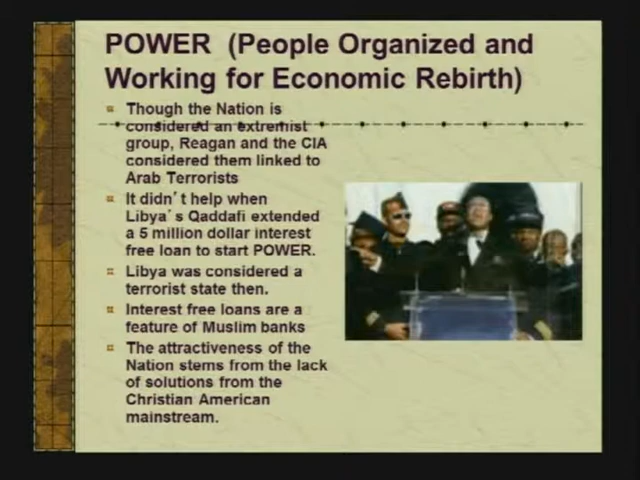 POWER (People Organized and
Working for Economic Rebirth)
Though the Nation is
considered an extremist
group, Reagan and the CIA
considered them linked to
Arab Terrorists
It didn´t help when
Libya´s Qaddafi extended
a 5 million dollar interest
free loan to start POWER.
Libya was considered a
terrorist state then.
Interest free loans are a
feature of Muslim banks
The attractiveness of the
Nation stems from the lack
of solutions from the
Christian American
mainstream.